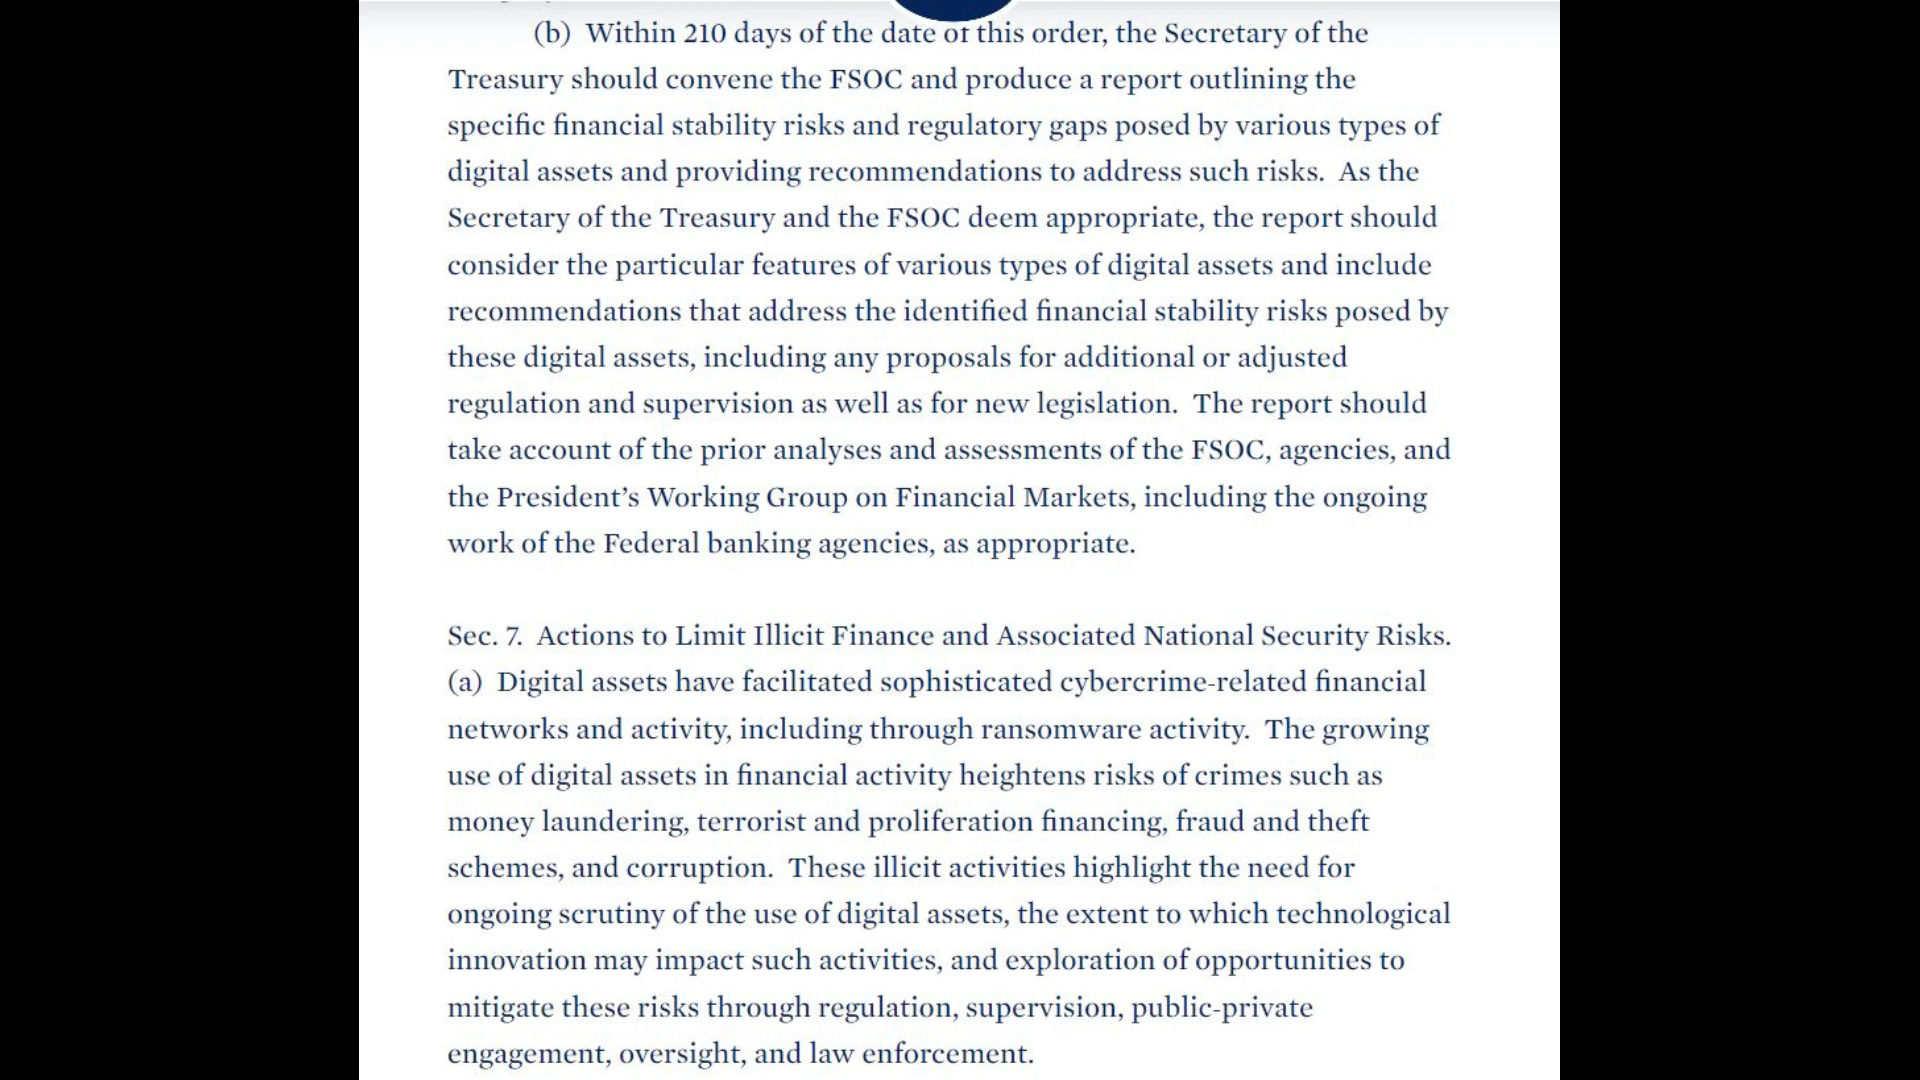 (b)  Within 210 days of the date of this order, the Secretary of the
Treasury should convene the FSOC and produce a report outlining the
specific financial stability risks and regulatory gaps posed by various types of
digital assets and providing recommendations to address such risks.  As the
Secretary of the Treasury and the FSOC deem appropriate, the report should
consider the particular features of various types of digital assets and include
recommendations that address the identified financial stability risks posed by
these digital assets, including any proposals for additional or adjusted
regulation and supervision as well as for new legislation.  The report should
take account of the prior analyses and assessments of the FSOC, agencies, and
the President’s Working Group on Financial Markets, including the ongoing
work of the Federal banking agencies, as appropriate.
Sec. 7.  Actions to Limit Illicit Finance and Associated National Security Risks.
(a)  Digital assets have facilitated sophisticated cybercrime-related financial
networks and activity, including through ransomware activity.  The growing
use of digital assets in financial activity heightens risks of crimes such as
money laundering, terrorist and proliferation financing, fraud and theft
schemes, and corruption.  These illicit activities highlight the need for
ongoing scrutiny of the use of digital assets, the extent to which technological
innovation may impact such activities, and exploration of opportunities to
mitigate these risks through regulation, supervision, public-private
engagement, oversight, and law enforcement.